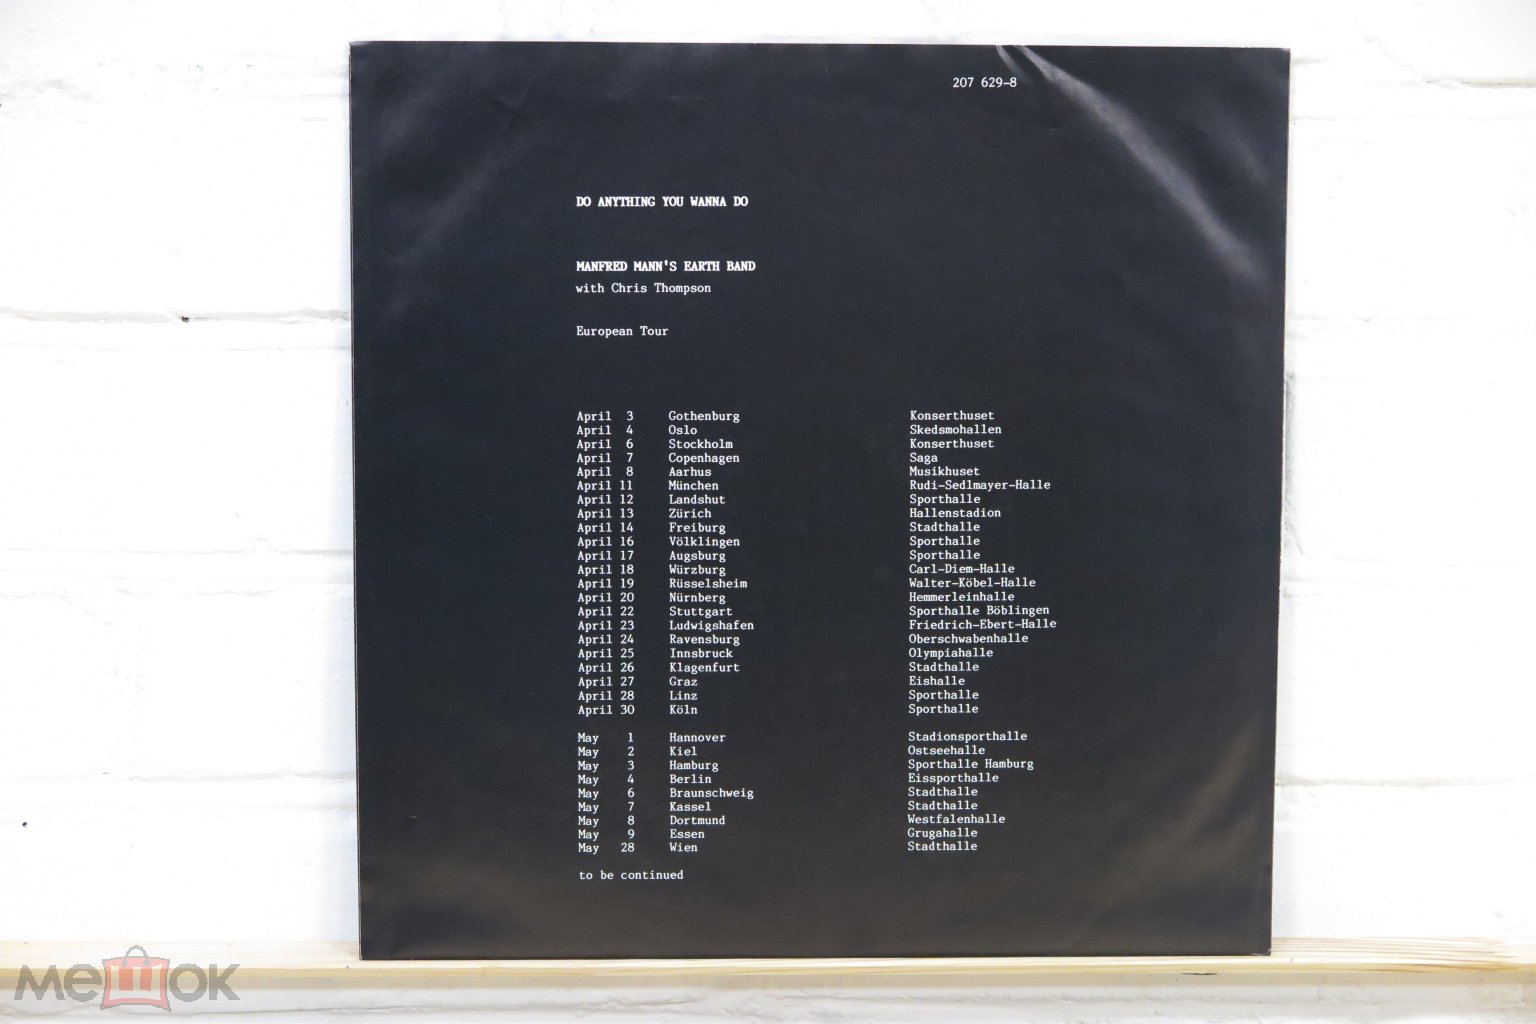 207 629-8
DO ANYTHING YOU WANNA DO
MANFRED MANN'S EARTH BAND
with Chris Thompson
European Tour
April 3 Gothenburg Konserthuset
April 4 Oslo Skedsmohallen
April 6 Stockholm Konserthuset
April 7 Copenhagen Saga
April 8 Aarhus Musikhuset
April 11 München Rudi-Sedlmayer-Halle
April 12 Landshut Sporthalle
April 13 Zürich Hallenstadion
April 14 Freiburg Stadthalle
April 16 Völklingen Sporthalle
April 17 Augsburg Sporthalle
April 18 Würzburg Carl-Diem-Halle
April 19 Rüsselsheim Walter-Köbel-Halle
April 20 Nürnberg Hemmerleinhalle
April 22 Stuttgart Sporthalle Böblingen
April 23 Ludwigshafen Friedrich-Ebert-Halle
April 24 Ravensburg Oberschwabenhalle
April 25 Innsbruck Olympiahalle
April 26 Klagenfurt Stadthalle
April 27 Graz Eishalle
April 28 Linz Sporthalle
April 30 Köln Sporthalle
May 1 Hannover Stadionsporthalle
May 2 Kiel Ostseehalle
May 3 Hamburg Sporthalle Hamburg
May 4 Berlin Eissporthalle
May 6 Braunschweig Stadthalle
May 7 Kassel Stadthalle
May 8 Dortmund Westfalenhalle
May 9 Essen Grugahalle
May 28 Wien Stadthalle
to be continued
мешок